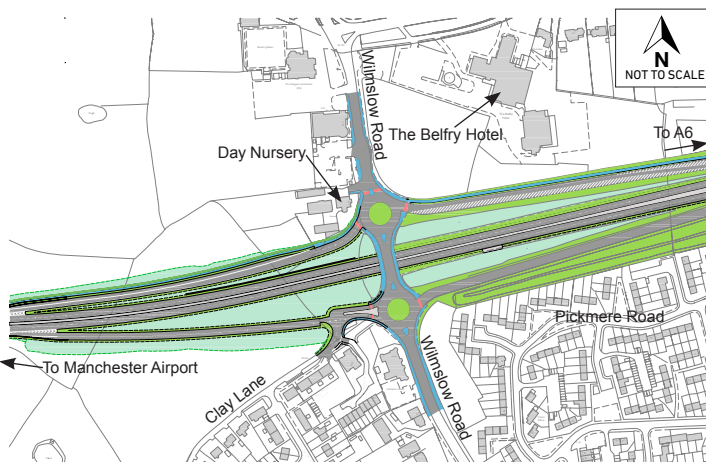 N
NOT TO SCALE
Wilmslow Road
The Belfry Hotel
To A6
Day Nursery
Pickmere Road
To Manchester Airport
Clay Lane
Wilmslow Road